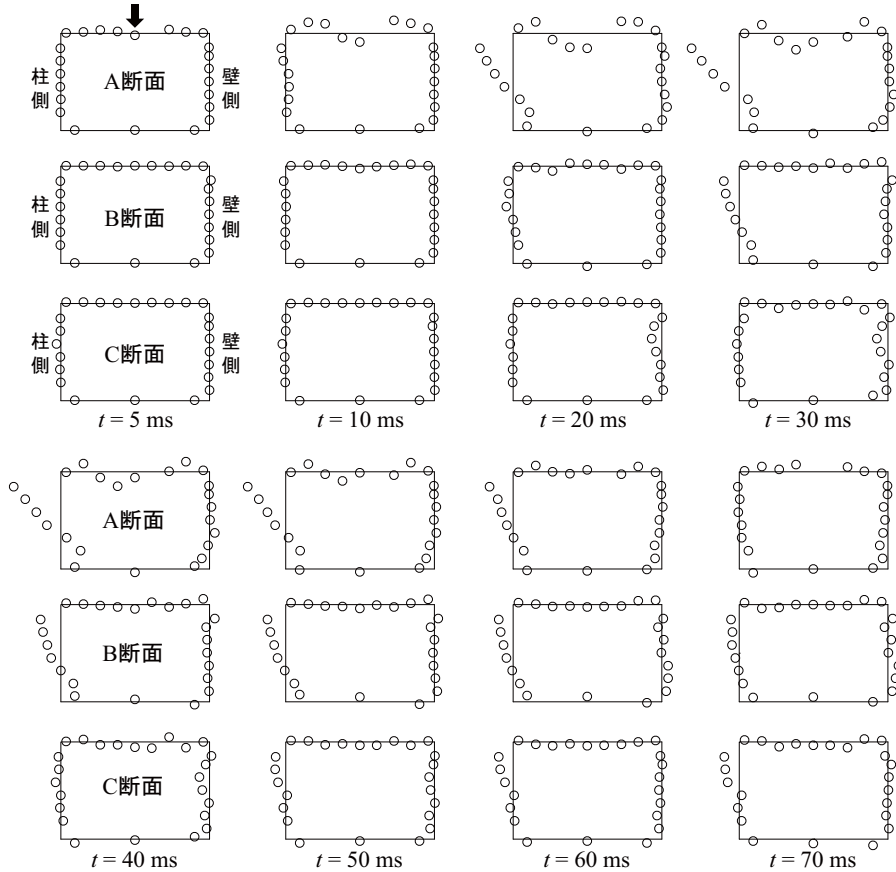 柱側
A断面
壁側
柱側
B断面
壁側
柱側
C断面
壁側
t = 5 ms
t = 10 ms
t = 20 ms
t = 30 ms
A断面
B断面
C断面
t = 40 ms
t = 50 ms
t = 60 ms
t = 70 ms